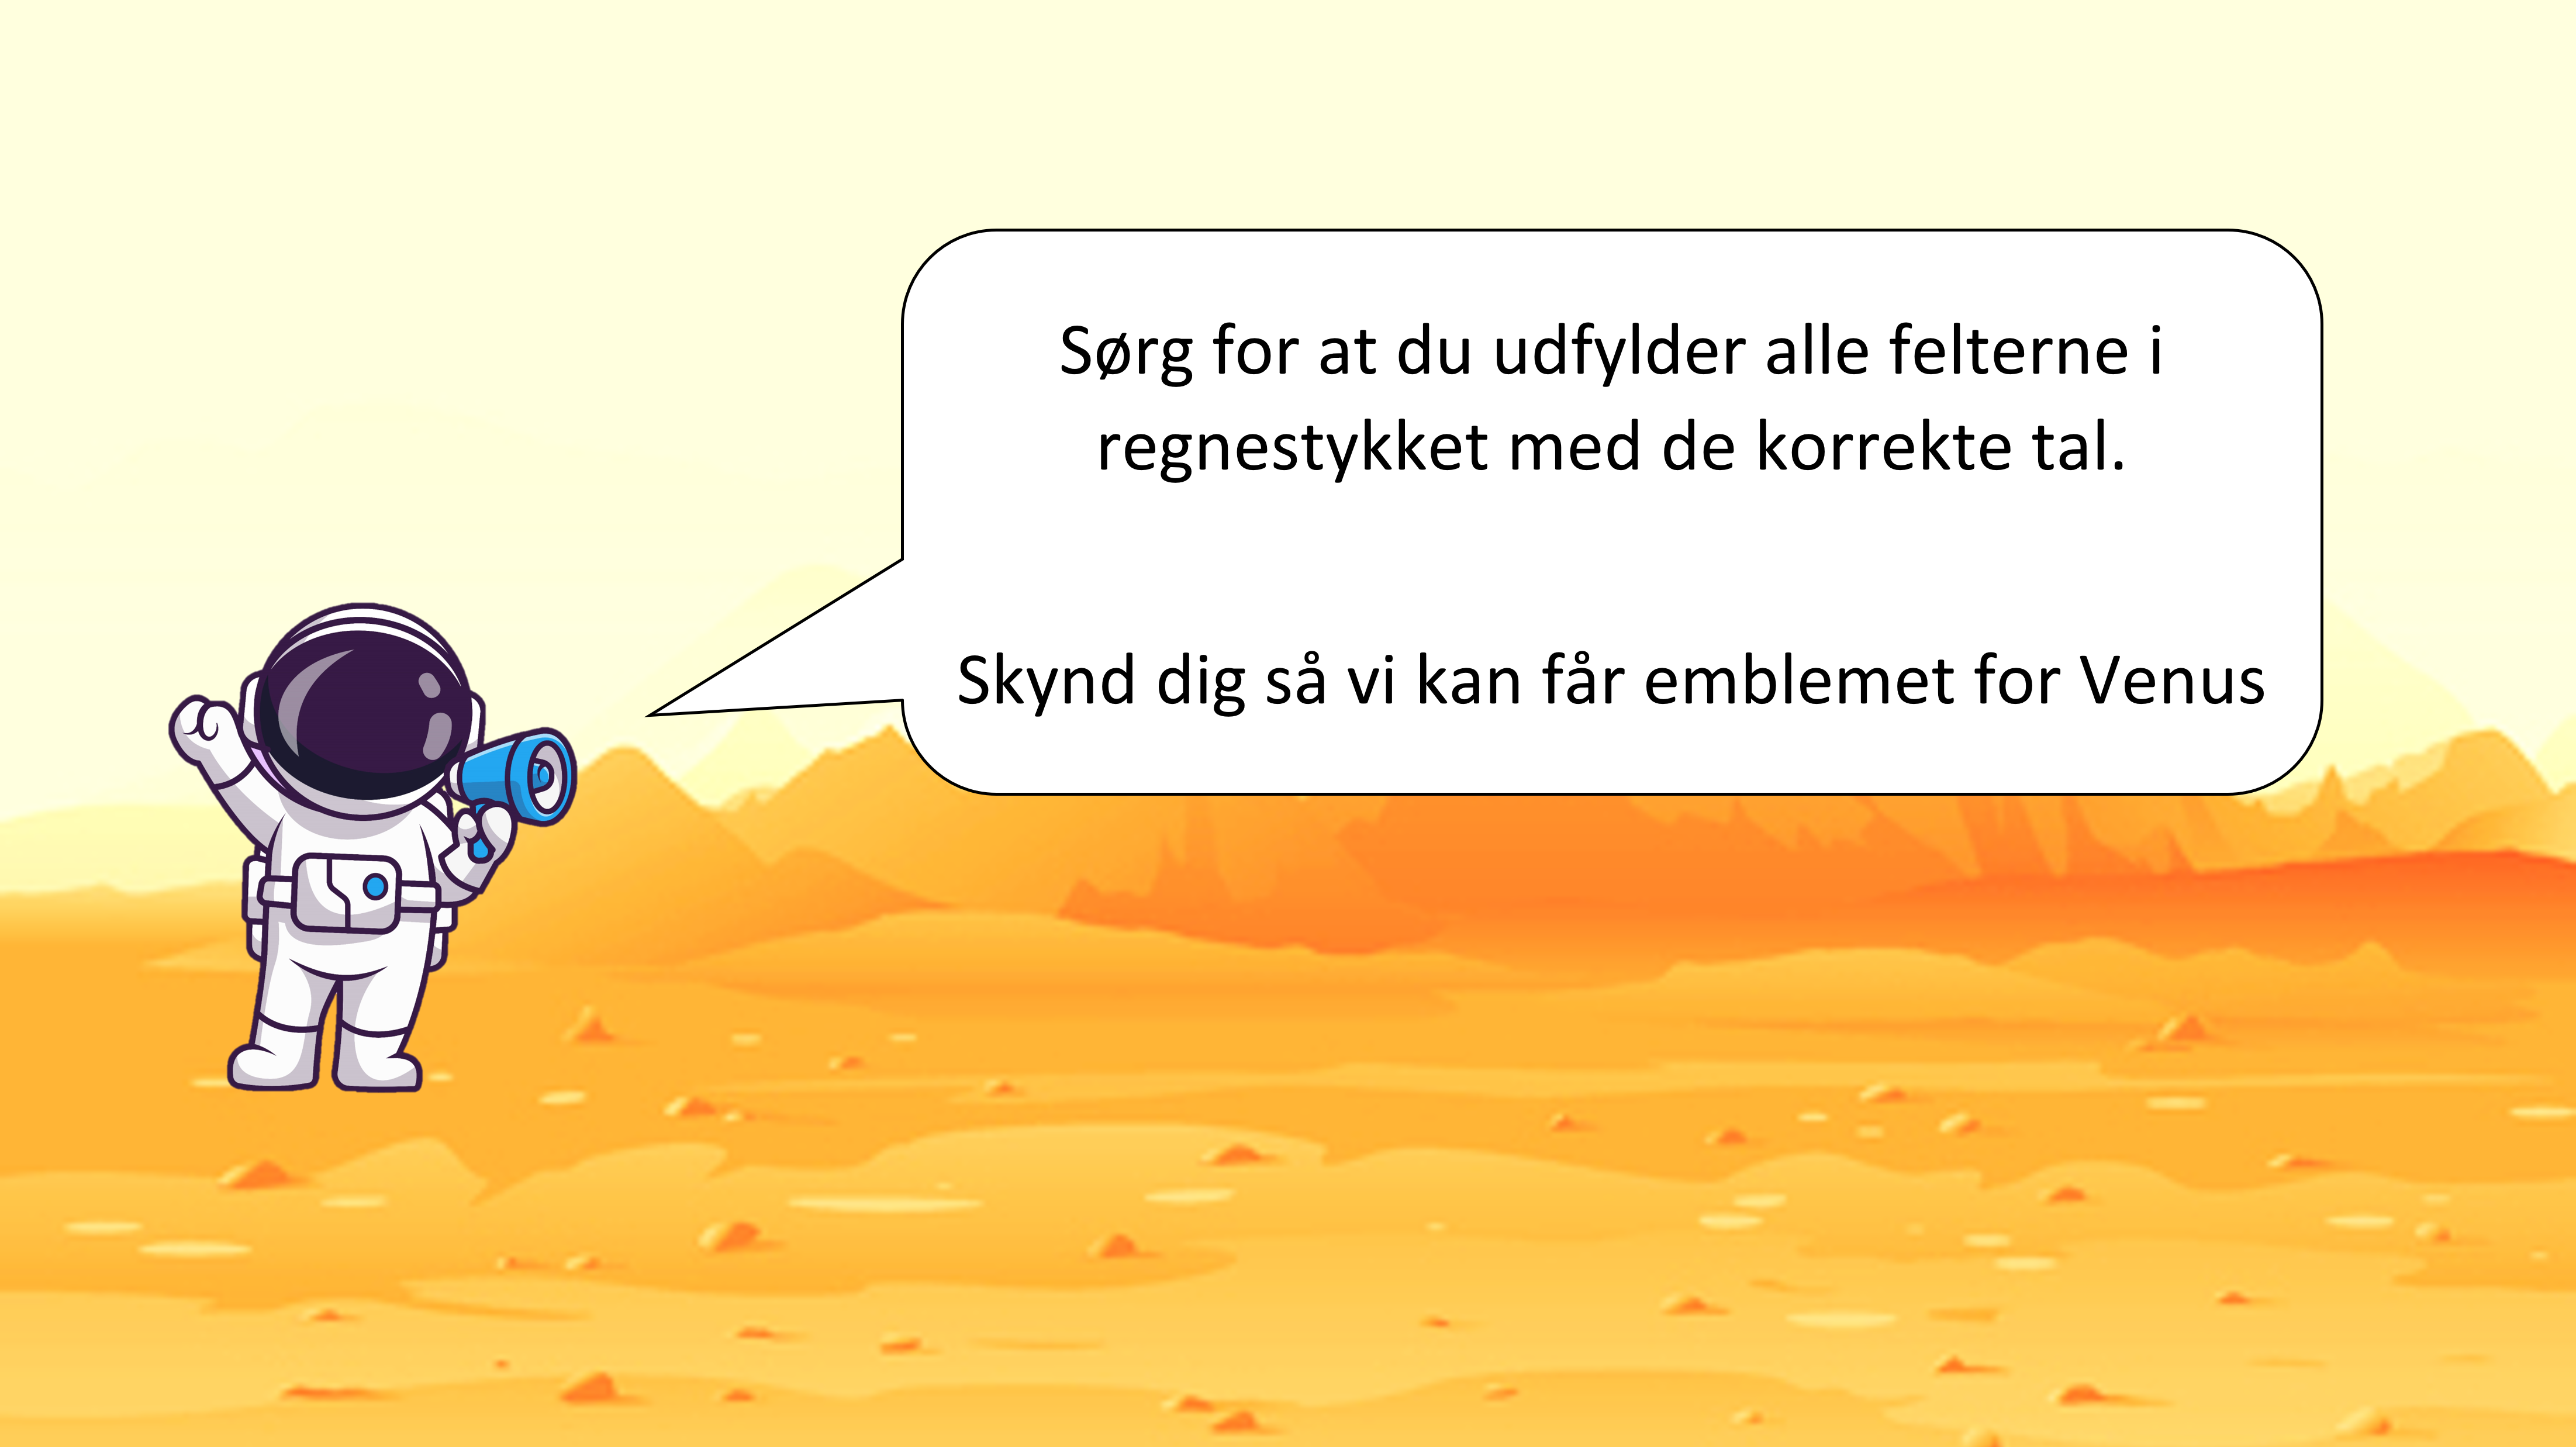 Sørg for at du udfylder alle felterne i
regnestykket med de korrekte tal.
Skynd dig så vi kan får emblemet for Venus